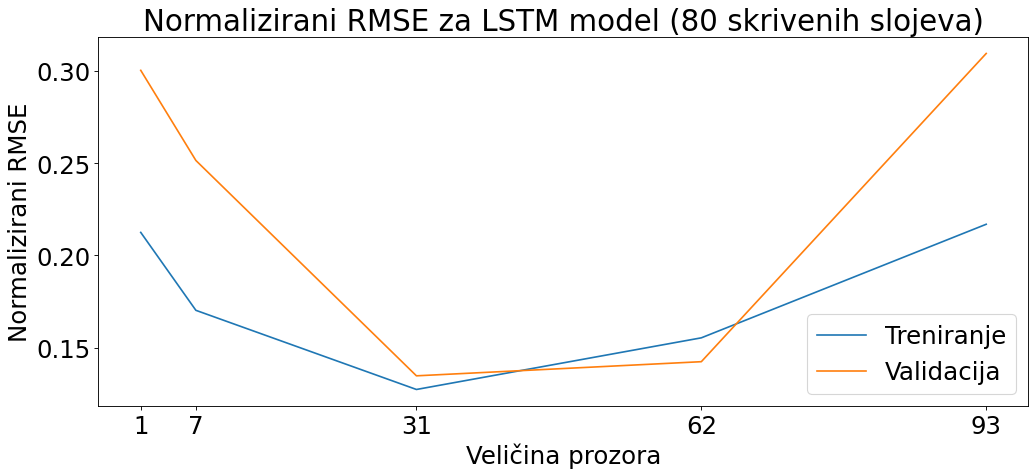 Normalizirani RMSE za LSTM model (80 skrivenih slojeva)
Normalizirani RMSE
0.30
0.25
0.20
0.15
Treniranje
Validacija
1 7 31 62 93
Veličina prozora